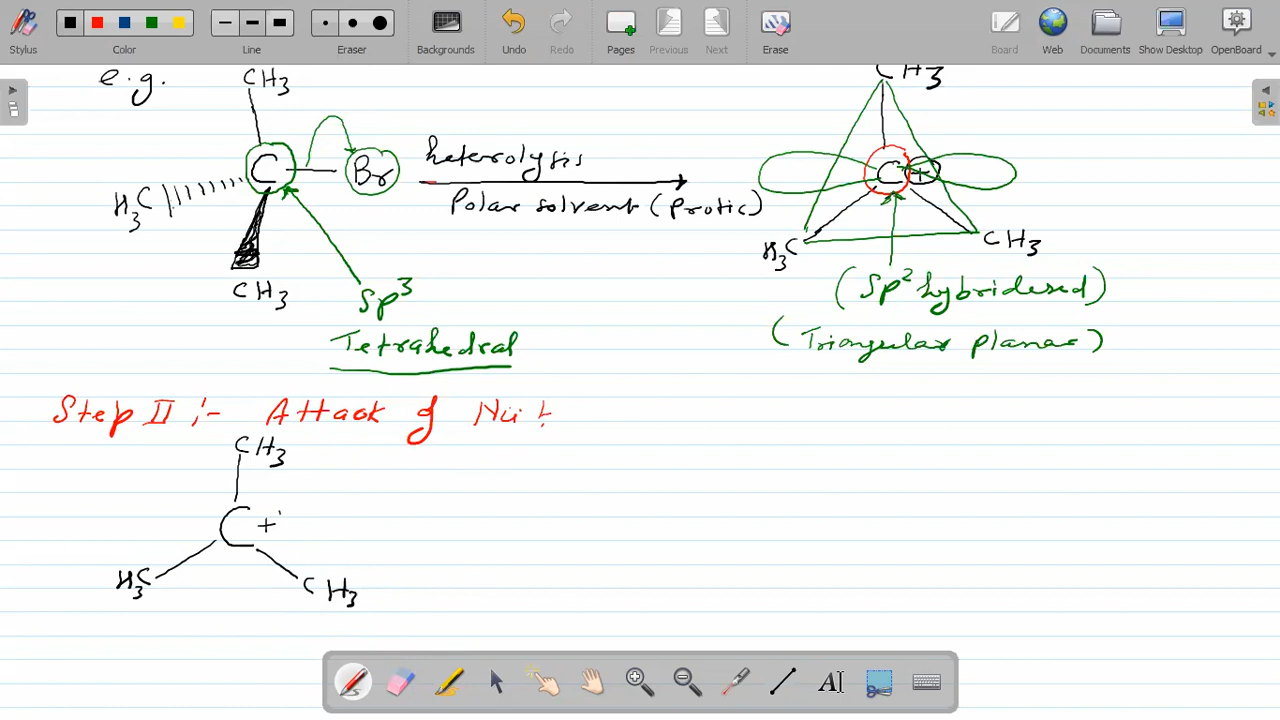 Stylus Color Line Eraser Backgrounds Undo Redo Pages Previous Next Erase Board Web Documents Show Desktop OpenBoard
e.g.
CH3
C
Br
H3C
CH3
heterolysis
Polar solvent (Protic)
CH3
C +
H3C
CH3
Sp3
Tetrahedral
(Sp2 hybridesed)
(Triangular planar)
Step II :- Attack of Nu
CH3
C +
H3C
CH3